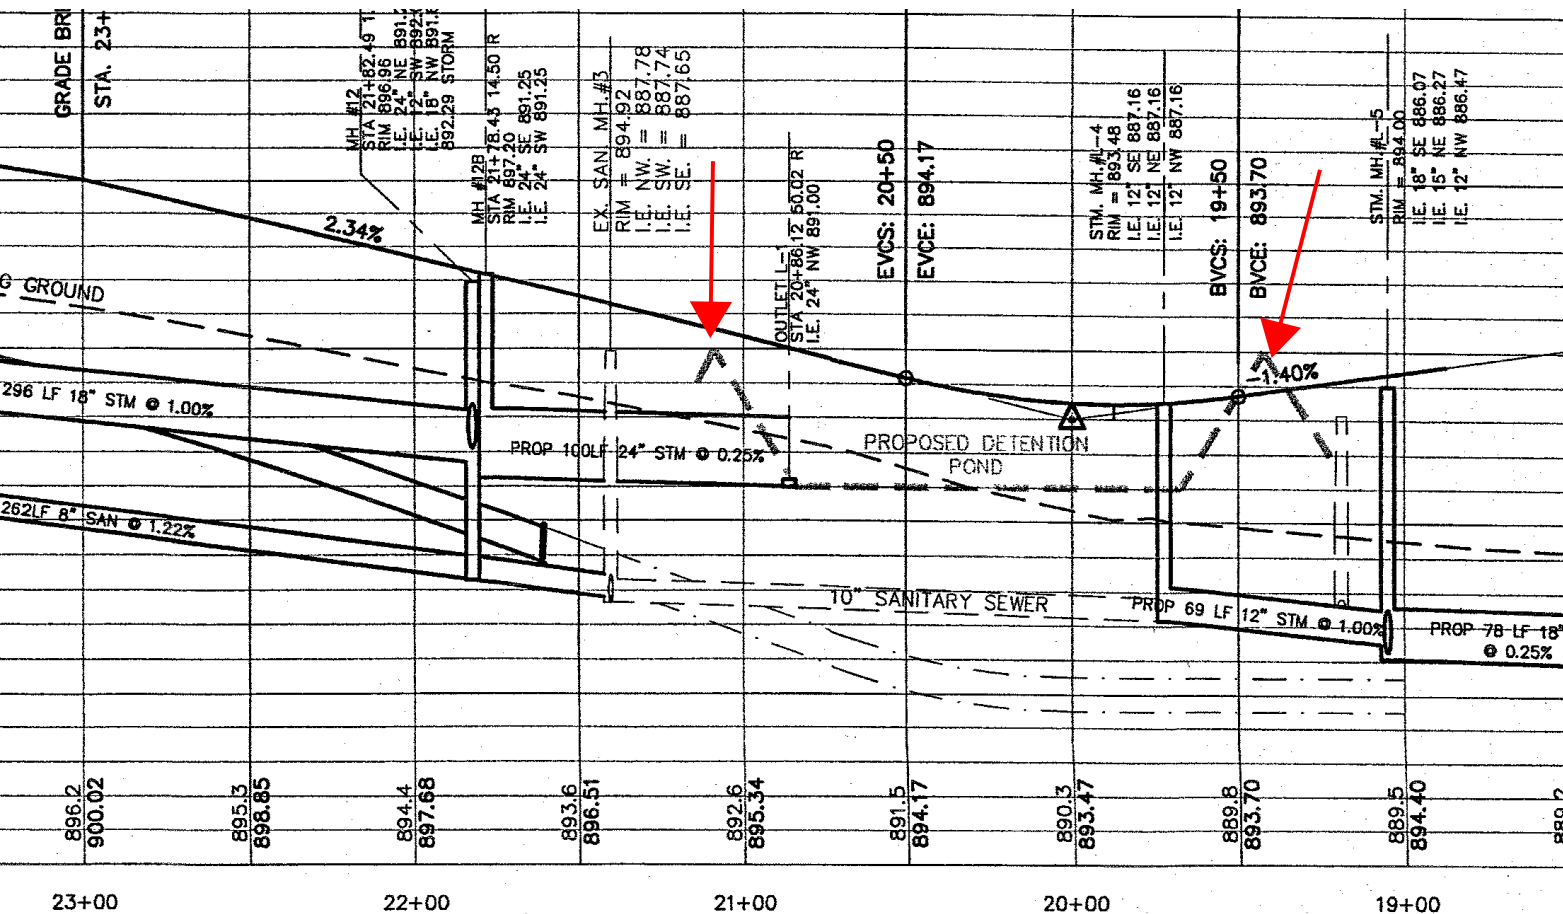 GRADE BRE
STA. 23+
MH #12
STA 21+82.49 1
RIM 896.96
I.E. 24" NE 891.
I.E. 12" SW 892.
I.E. 18" NW 891.
892.29 STORM
MH #12B
STA 21+78.43 14.50 R
RIM 897.20
I.E. 24" SE 891.25
I.E. 24" SW 891.25
EX. SAN. MH.#3
RIM = 894.92
I.E. NW. = 887.78
I.E. SW. = 887.74
I.E. SE. = 887.65
OUTLET L-1
STA 20+86.12 50.02 R
I.E. 24" NW 891.00
EVCS: 20+50
EVCE: 894.17
STM. MH.#L-4
RIM = 893.48
I.E. 12" SE 887.16
I.E. 12" NE 887.16
I.E. 12" NW 887.16
BVCS: 19+50
BVCE: 893.70
STM. MH.#L-5
RIM = 894.00
I.E. 18" SE 886.07
I.E. 15" NE 886.27
I.E. 12" NW 886.47
2.34%
G GROUND
-1.40%
296 LF 18" STM @ 1.00%
PROP 100LF 24" STM @ 0.25%
PROPOSED DETENTION
POND
262LF 8" SAN @ 1.22%
10" SANITARY SEWER
PROP 69 LF 12" STM @ 1.00%
PROP 78 LF 18"
@ 0.25%
896.2
900.02
895.3
898.85
894.4
897.68
893.6
896.51
892.6
895.34
891.5
894.17
890.3
893.47
889.8
893.70
889.5
894.40
889.2
23+00
22+00
21+00
20+00
19+00